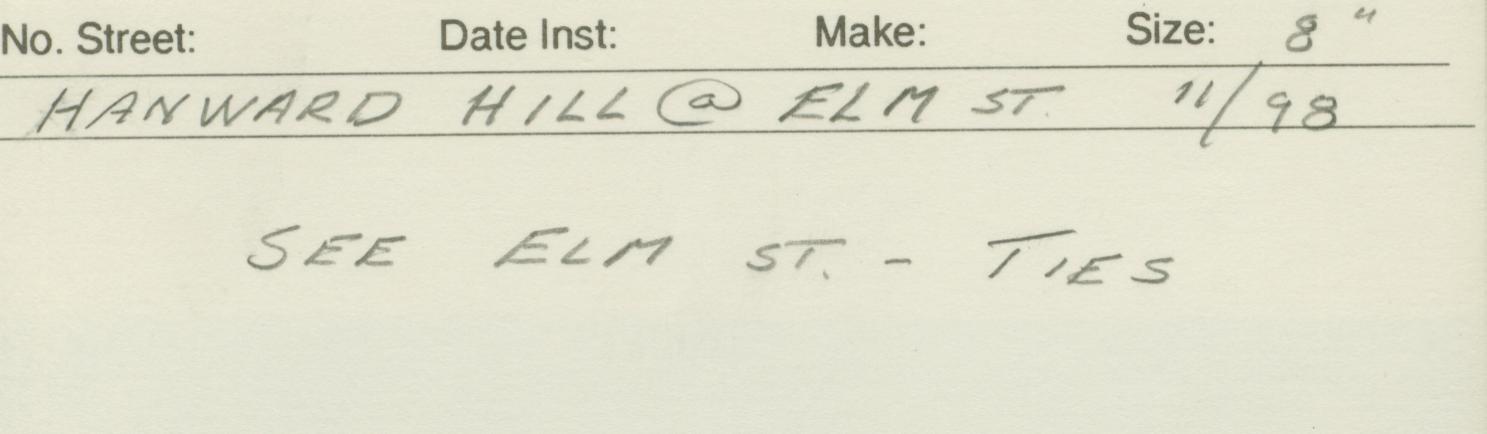 No. Street: Date Inst: Make: Size: 8"
HANWARD HILL @ ELM ST. 11/98
SEE ELM ST. - TIES